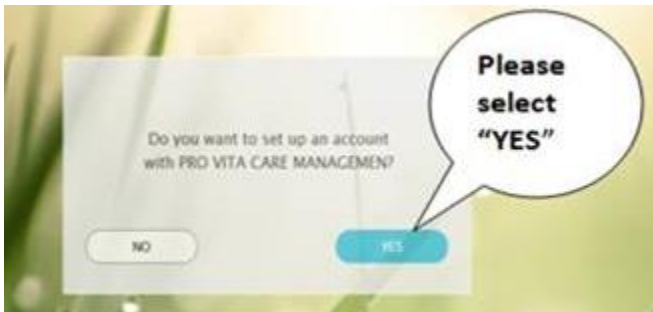 Please
select
“YES”
Do you want to set up an account
with PRO VITA CARE MANAGEMEN?
NO
YES